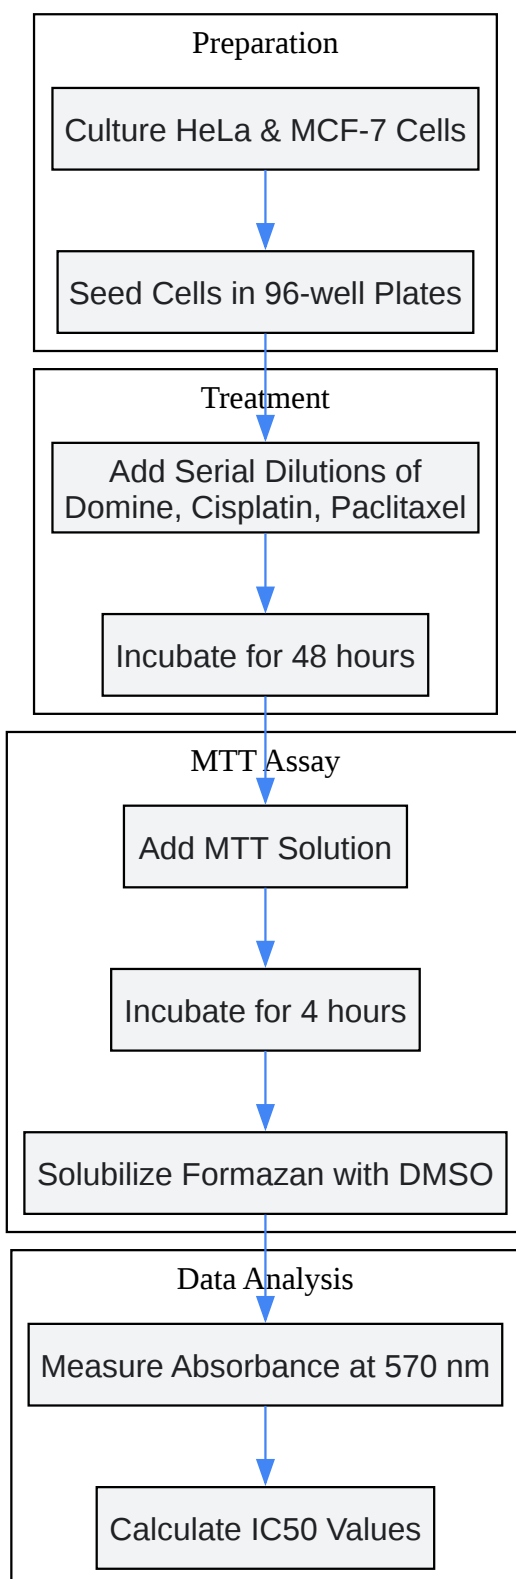 Preparation
Culture HeLa & MCF-7 Cells
Seed Cells in 96-well Plates
Treatment
Add Serial Dilutions of
Domine, Cisplatin, Paclitaxel
Incubate for 48 hours
MTT Assay
Add MTT Solution
Incubate for 4 hours
Solubilize Formazan with DMSO
Data Analysis
Measure Absorbance at 570 nm
Calculate IC50 Values